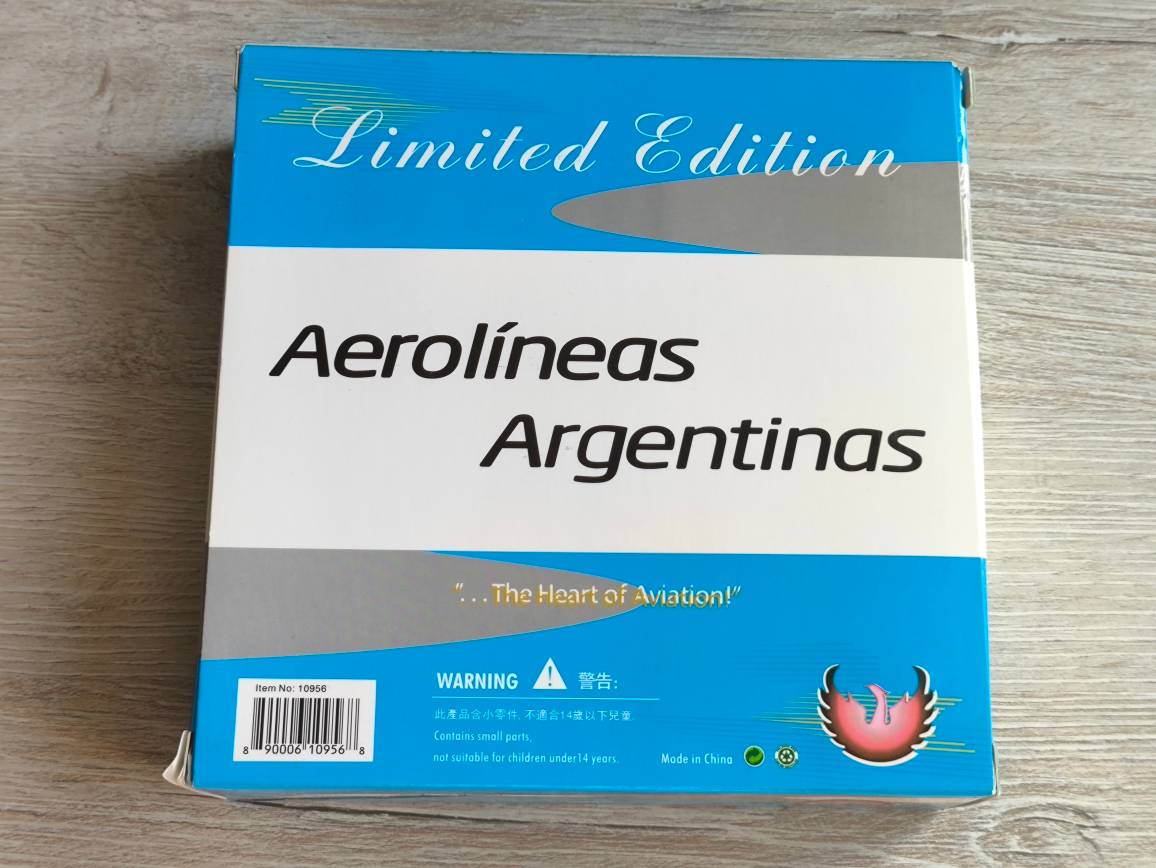 Limited Edition
Aerolíneas
Argentinas
"...The Heart of Aviation!"
Item No: 10956
8 90006 10956 8
WARNING 警告:
此產品含小零件, 不適合14歲以下兒童.
Contains small parts,
not suitable for children under14 years.
Made in China